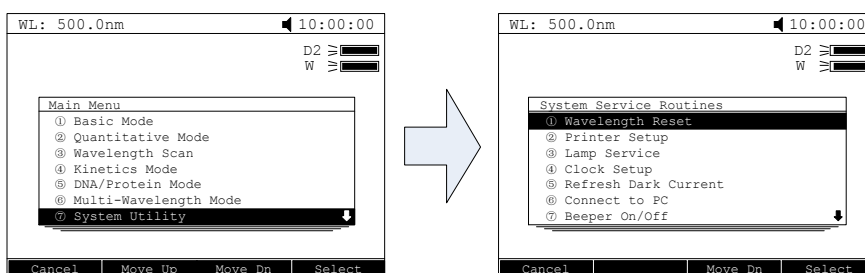 WL: 500.0nm 10:00:00
D2
W
Main Menu
① Basic Mode
② Quantitative Mode
③ Wavelength Scan
④ Kinetics Mode
⑤ DNA/Protein Mode
⑥ Multi-Wavelength Mode
⑦ System Utility
Cancel Move Up Move Dn Select
WL: 500.0nm 10:00:00
D2
W
System Service Routines
① Wavelength Reset
② Printer Setup
③ Lamp Service
④ Clock Setup
⑤ Refresh Dark Current
⑥ Connect to PC
⑦ Beeper On/Off
Cancel Move Dn Select